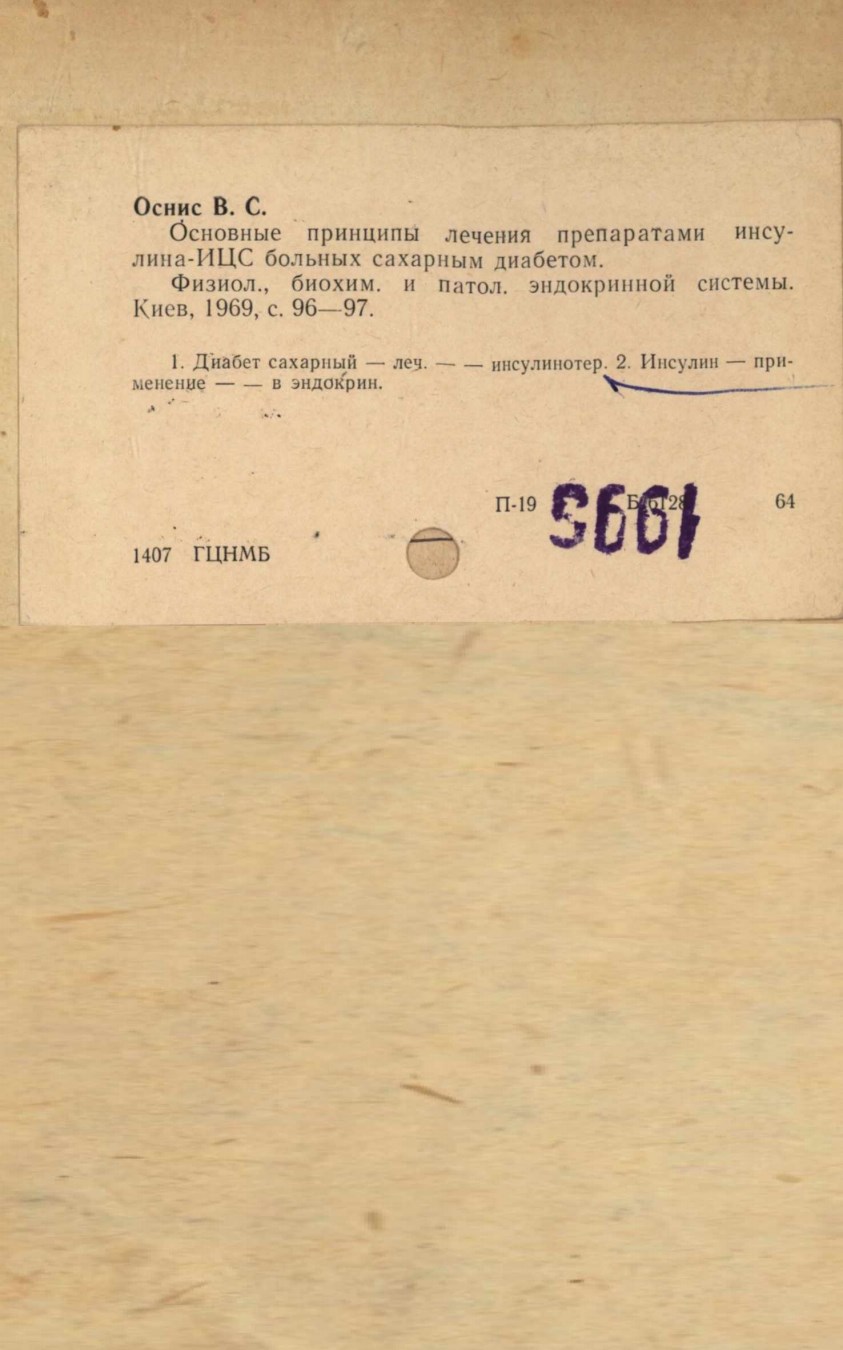 Оснис В. С.
Основные принципы лечения препаратами инсу-
лина-ИЦС больных сахарным диабетом.
Физиол., биохим. и патол. эндокринной системы.
Киев, 1969, с. 96—97.
1. Диабет сахарный — леч. — — инсулинотер. 2. Инсулин — при-
менение — — в эндокрин.
П-19 64
1995
1407 ГЦНМБ